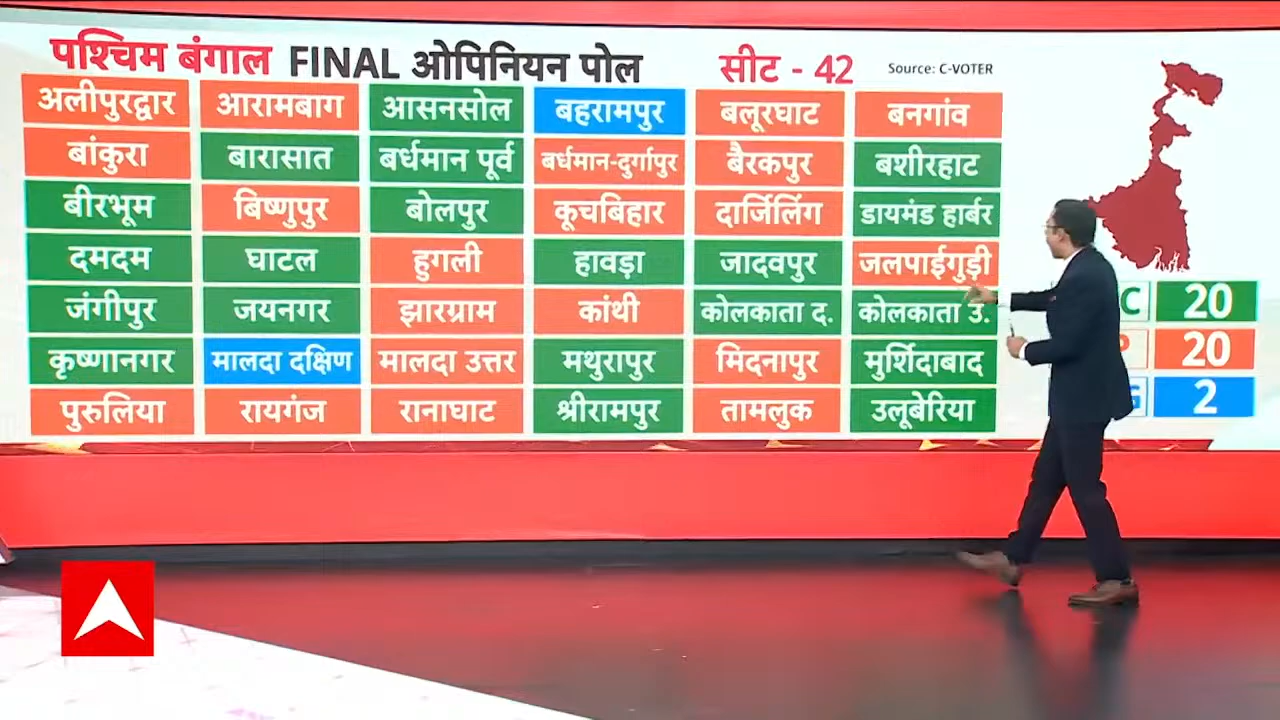 पश्चिम बंगाल FINAL ओपिनियन पोल सीट - 42 Source: C-VOTER
अलीपुरद्वार आरामबाग आसनसोल बहरामपुर बलूरघाट बनगांव
बांकुरा बारासात बर्धमान पूर्व बर्धमान-दुर्गापुर बैरकपुर बशीरहाट
बीरभूम बिष्णुपुर बोलपुर कूचबिहार दार्जिलिंग डायमंड हार्बर
दमदम घाटल हुगली हावड़ा जादवपुर जलपाईगुड़ी
जंगीपुर जयनगर झारग्राम कांथी कोलकाता द. कोलकाता उ. C 20
कृष्णानगर मालदा दक्षिण मालदा उत्तर मथुरापुर मिदनापुर मुर्शिदाबाद P 20
पुरुलिया रायगंज रानाघाट श्रीरामपुर तामलुक उलूबेरिया 2